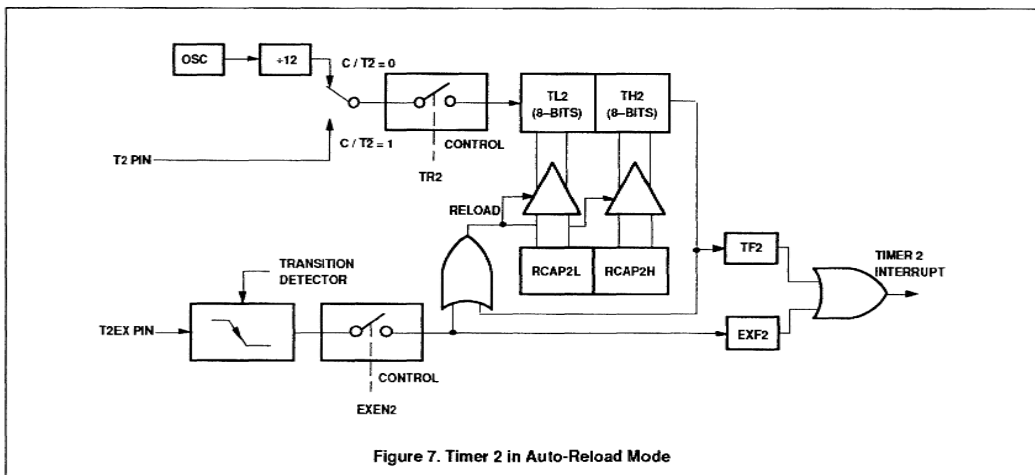 OSC
÷12
C / T2̅ = 0
TL2
(8–BITS)
TH2
(8–BITS)
C / T2̅ = 1
CONTROL
T2 PIN
TR2
RELOAD
TRANSITION
DETECTOR
RCAP2L
RCAP2H
TF2
TIMER 2
INTERRUPT
T2EX PIN
EXF2
CONTROL
EXEN2
Figure 7. Timer 2 in Auto-Reload Mode